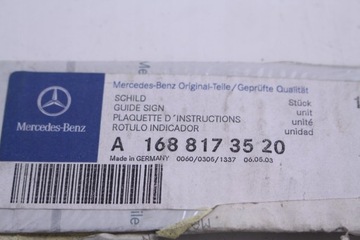 Mercedes-Benz Original-Teile/Geprüfte Qualität
SCHILD
GUIDE SIGN
PLAQUETTE D'INSTRUCTIONS
ROTULO INDICADOR
Stück
unit
unité
unidad
Mercedes-Benz
A 168 817 35 20
Made in GERMANY 0060/0305/1337 06.05.03